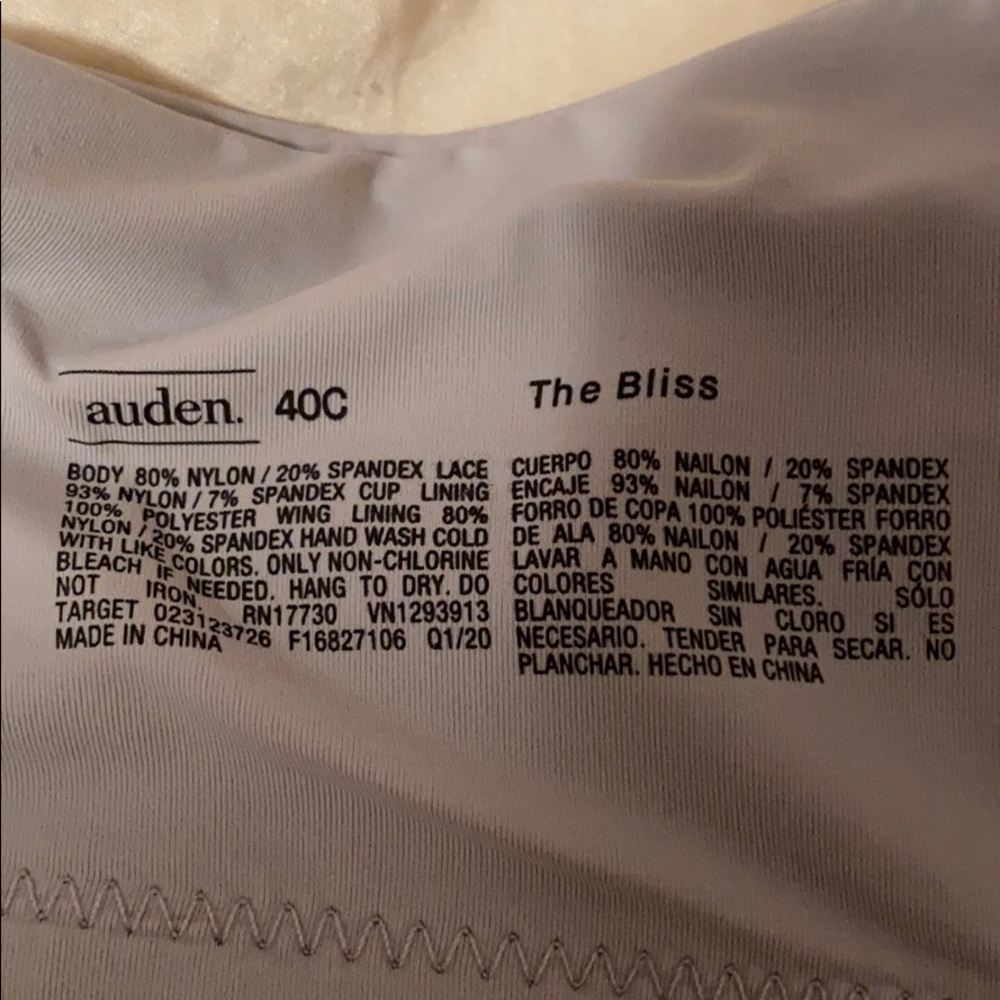 auden. 40C
The Bliss
BODY 80% NYLON / 20% SPANDEX LACE
93% NYLON / 7% SPANDEX CUP LINING
100% POLYESTER WING LINING 80%
NYLON / 20% SPANDEX HAND WASH COLD
WITH LIKE COLORS. ONLY NON-CHLORINE
BLEACH IF NEEDED. HANG TO DRY. DO
NOT IRON. RN17730 VN1293913
TARGET 023123726 F16827106 Q1/20
MADE IN CHINA
CUERPO 80% NAILON / 20% SPANDEX
ENCAJE 93% NAILON / 7% SPANDEX
FORRO DE COPA 100% POLIÉSTER FORRO
DE ALA 80% NAILON / 20% SPANDEX
LAVAR A MANO CON AGUA FRÍA CON
COLORES SIMILARES. SÓLO
BLANQUEADOR SIN CLORO SI ES
NECESARIO. TENDER PARA SECAR. NO
PLANCHAR. HECHO EN CHINA